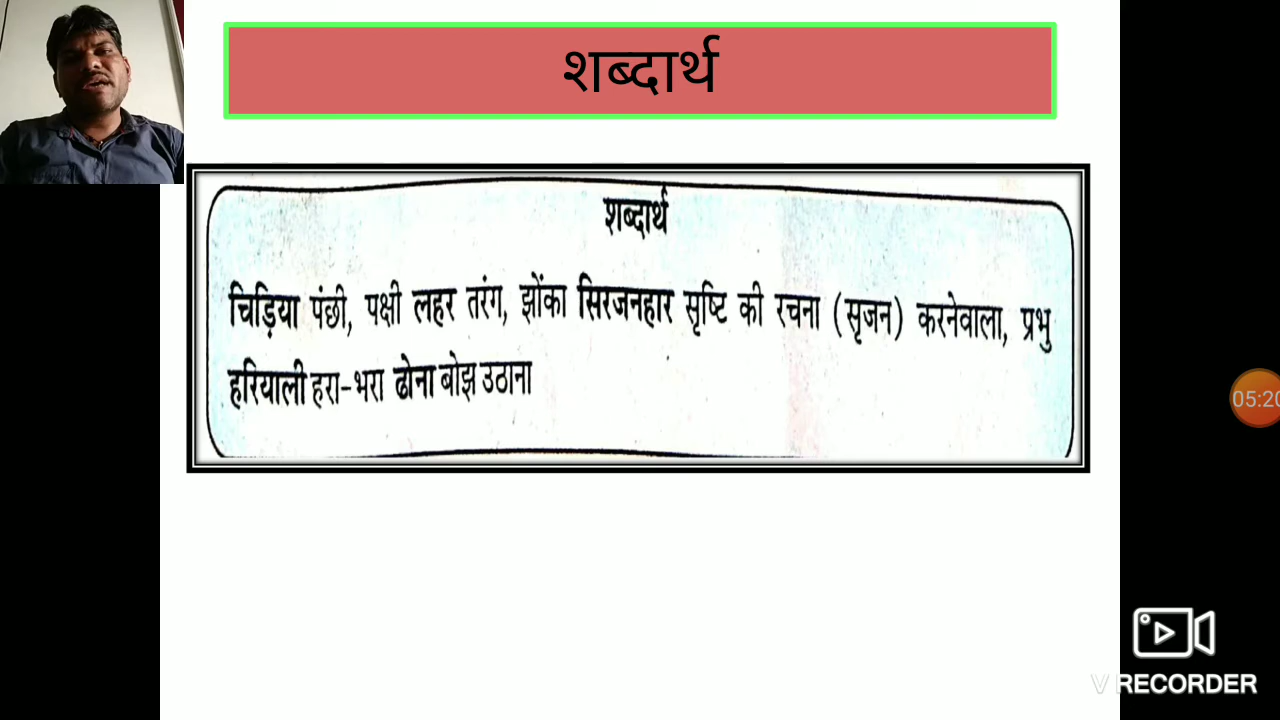 शब्दार्थ
शब्दार्थ
चिड़िया पंछी, पक्षी लहर तरंग, झोंका सिरजनहार सृष्टि की रचना (सृजन) करनेवाला, प्रभु
हरियाली हरा-भरा ढोना बोझ उठाना
05:20
V RECORDER